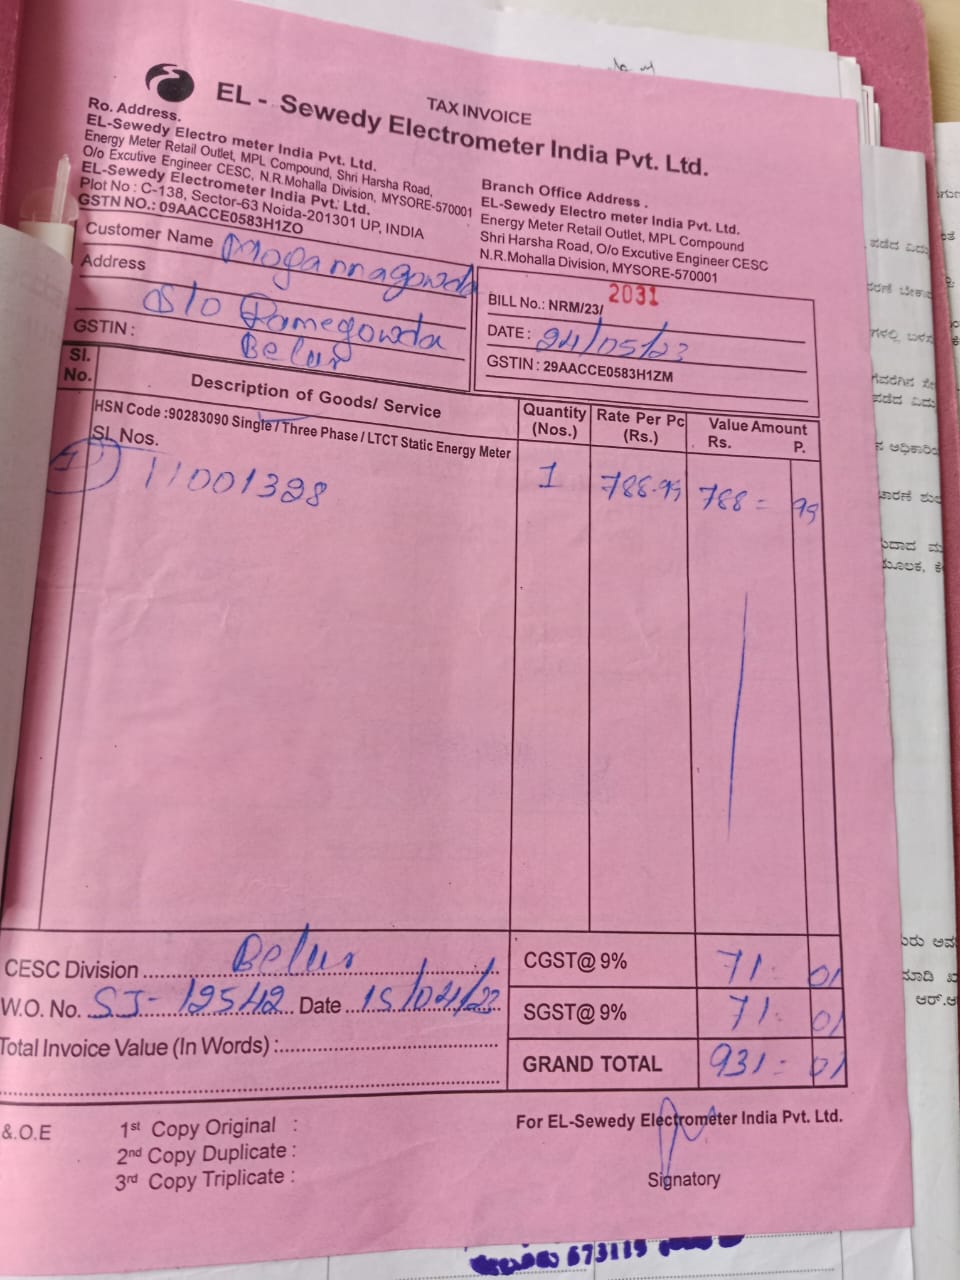 TAX INVOICE
EL - Sewedy Electrometer India Pvt. Ltd.
Ro. Address.
EL-Sewedy Electro meter India Pvt. Ltd.
Energy Meter Retail Outlet, MPL Compound, Shri Harsha Road,
O/o Excutive Engineer CESC, N.R.Mohalla Division, MYSORE-570001
EL-Sewedy Electrometer India Pvt. Ltd.
Plot No : C-138, Sector-63 Noida-201301 UP, INDIA
GSTN NO.: 09AACCE0583H1ZO
Branch Office Address .
EL-Sewedy Electro meter India Pvt. Ltd.
Energy Meter Retail Outlet, MPL Compound
Shri Harsha Road, O/o Excutive Engineer CESC
N.R.Mohalla Division, MYSORE-570001
Customer Name Mogannagowda
Address S/O Ramegowda
Belur
GSTIN :
BILL No.: NRM/23/ 2031
DATE : 24/05/23
GSTIN : 29AACCE0583H1ZM
Sl. No. Description of Goods/ Service Quantity (Nos.) Rate Per Pc (Rs.) Value Amount Rs. P.
HSN Code :90283090 Single / Three Phase / LTCT Static Energy Meter
SI. Nos.
1) 11001328 1 788.99 788 = 99
CESC Division Belur
CGST@ 9% 71. 01
W.O. No. SJ-12542 Date 15/04/23
SGST@ 9% 71. 01
Total Invoice Value (In Words) :
GRAND TOTAL 931 = 01
&.O.E
1st Copy Original :
2nd Copy Duplicate :
3rd Copy Triplicate :
For EL-Sewedy Electrometer India Pvt. Ltd.
Signatory
573115